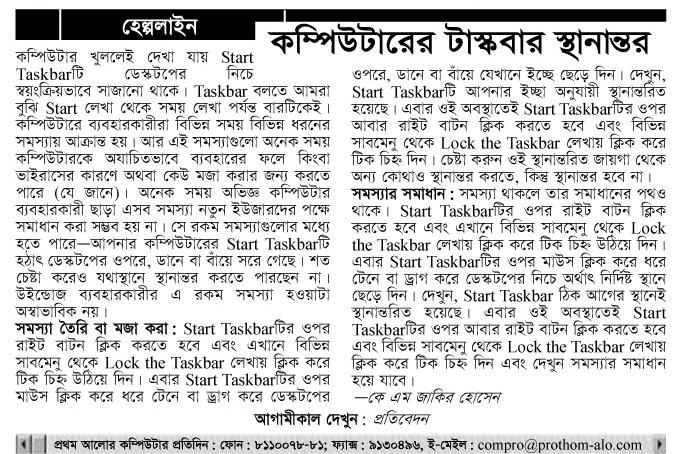 হেল্পলাইন
কম্পিউটারের টাস্কবার স্থানান্তর
কম্পিউটার খুললেই দেখা যায় Start
Taskbarটি ডেস্কটপের নিচে
স্বয়ংক্রিয়ভাবে সাজানো থাকে। Taskbar বলতে আমরা
বুঝি Start লেখা থেকে সময় লেখা পর্যন্ত বারটিকেই।
কম্পিউটারে ব্যবহারকারীরা বিভিন্ন সময় বিভিন্ন ধরনের
সমস্যায় আক্রান্ত হয়। আর এই সমস্যাগুলো অনেক সময়
কম্পিউটারকে অযাচিতভাবে ব্যবহারের ফলে কিংবা
ভাইরাসের কারণে অথবা কেউ মজা করার জন্য করতে
পারে (যে জানে)। অনেক সময় অভিজ্ঞ কম্পিউটার
ব্যবহারকারী ছাড়া এসব সমস্যা নতুন ইউজারদের পক্ষে
সমাধান করা সম্ভব হয় না। সে রকম সমস্যাগুলোর মধ্যে
হতে পারে—আপনার কম্পিউটারের Start Taskbarটি
হঠাৎ ডেস্কটপের ওপরে, ডানে বা বাঁয়ে সরে গেছে। শত
চেষ্টা করেও যথাস্থানে স্থানান্তর করতে পারছেন না।
উইন্ডোজ ব্যবহারকারীর এ রকম সমস্যা হওয়াটা
অস্বাভাবিক নয়।
সমস্যা তৈরি বা মজা করা : Start Taskbarটির ওপর
রাইট বাটন ক্লিক করতে হবে এবং এখানে বিভিন্ন
সাবমেনু থেকে Lock the Taskbar লেখায় ক্লিক করে
টিক চিহ্ন উঠিয়ে দিন। এবার Start Taskbarটির ওপর
মাউস ক্লিক করে ধরে টেনে বা ড্রাগ করে ডেস্কটপের
ওপরে, ডানে বা বাঁয়ে যেখানে ইচ্ছে ছেড়ে দিন। দেখুন,
Start Taskbarটি আপনার ইচ্ছা অনুযায়ী স্থানান্তরিত
হয়েছে। এবার ওই অবস্থাতেই Start Taskbarটির ওপর
আবার রাইট বাটন ক্লিক করতে হবে এবং বিভিন্ন
সাবমেনু থেকে Lock the Taskbar লেখায় ক্লিক করে
টিক চিহ্ন দিন। চেষ্টা করুন ওই স্থানান্তরিত জায়গা থেকে
অন্য কোথাও স্থানান্তর করতে, কিন্তু স্থানান্তর হবে না।
সমস্যার সমাধান : সমস্যা থাকলে তার সমাধানের পথও
থাকে। Start Taskbarটির ওপর রাইট বাটন ক্লিক
করতে হবে এবং এখানে বিভিন্ন সাবমেনু থেকে Lock
the Taskbar লেখায় ক্লিক করে টিক চিহ্ন উঠিয়ে দিন।
এবার Start Taskbarটির ওপর মাউস ক্লিক করে ধরে
টেনে বা ড্রাগ করে ডেস্কটপের নিচে অর্থাৎ নির্দিষ্ট স্থানে
ছেড়ে দিন। দেখুন, Start Taskbar ঠিক আগের স্থানেই
স্থানান্তরিত হয়েছে। এবার ওই অবস্থাতেই Start
Taskbarটির ওপর আবার রাইট বাটন ক্লিক করতে হবে
এবং বিভিন্ন সাবমেনু থেকে Lock the Taskbar লেখায়
ক্লিক করে টিক চিহ্ন দিন এবং দেখুন সমস্যার সমাধান
হয়ে যাবে।
—কে এম জাকির হোসেন
আগামীকাল দেখুন : প্রতিবেদন
প্রথম আলোর কম্পিউটার প্রতিদিন : ফোন : ৮১১০০৭৮-৮১; ফ্যাক্স : ৯১৩০৪৯৬, ই-মেইল : compro@prothom-alo.com